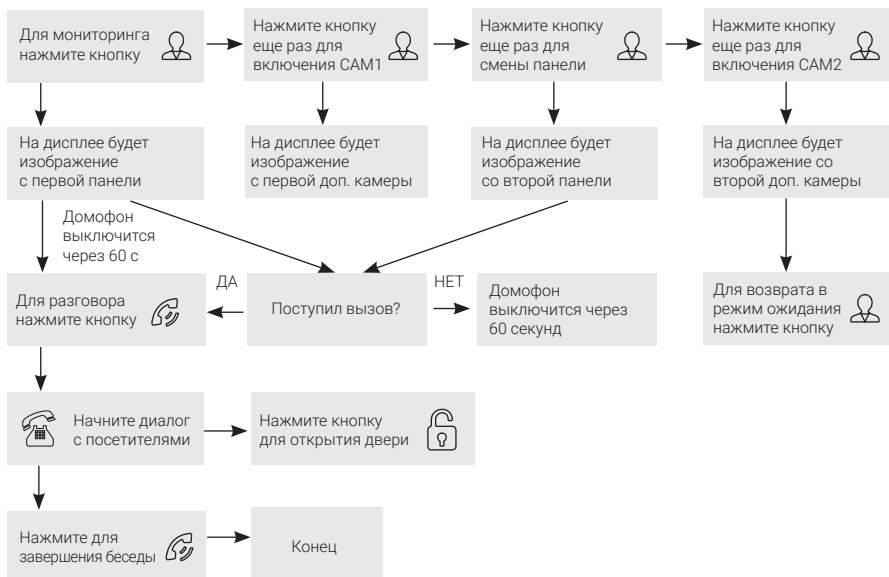 Для мониторинга
нажмите кнопку
Нажмите кнопку
еще раз для
включения CAM1
Нажмите кнопку
еще раз для
смены панели
Нажмите кнопку
еще раз для
включения CAM2
На дисплее будет
изображение
с первой панели
На дисплее будет
изображение
с первой доп. камеры
На дисплее будет
изображение
со второй панели
На дисплее будет
изображение со
второй доп. камеры
Домофон
выключится
через 60 с
Для разговора
нажмите кнопку
ДА
Поступил вызов?
НЕТ
Домофон
выключится через
60 секунд
Для возврата в
режим ожидания
нажмите кнопку
Начните диалог
с посетителями
Нажмите кнопку
для открытия двери
Нажмите для
завершения беседы
Конец